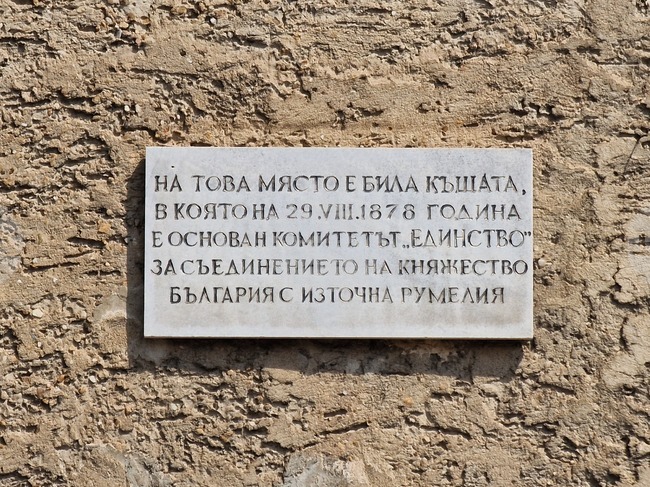 НА ТОВА МЯСТО Е БИЛА КЪЩАТА,
В КОЯТО НА 29.VIII.1878 ГОДИНА
Е ОСНОВАН КОМИТЕТЪТ „ЕДИНСТВО”
ЗА СЪЕДИНЕНИЕТО НА КНЯЖЕСТВО
БЪЛГАРИЯ С ИЗТОЧНА РУМЕЛИЯ